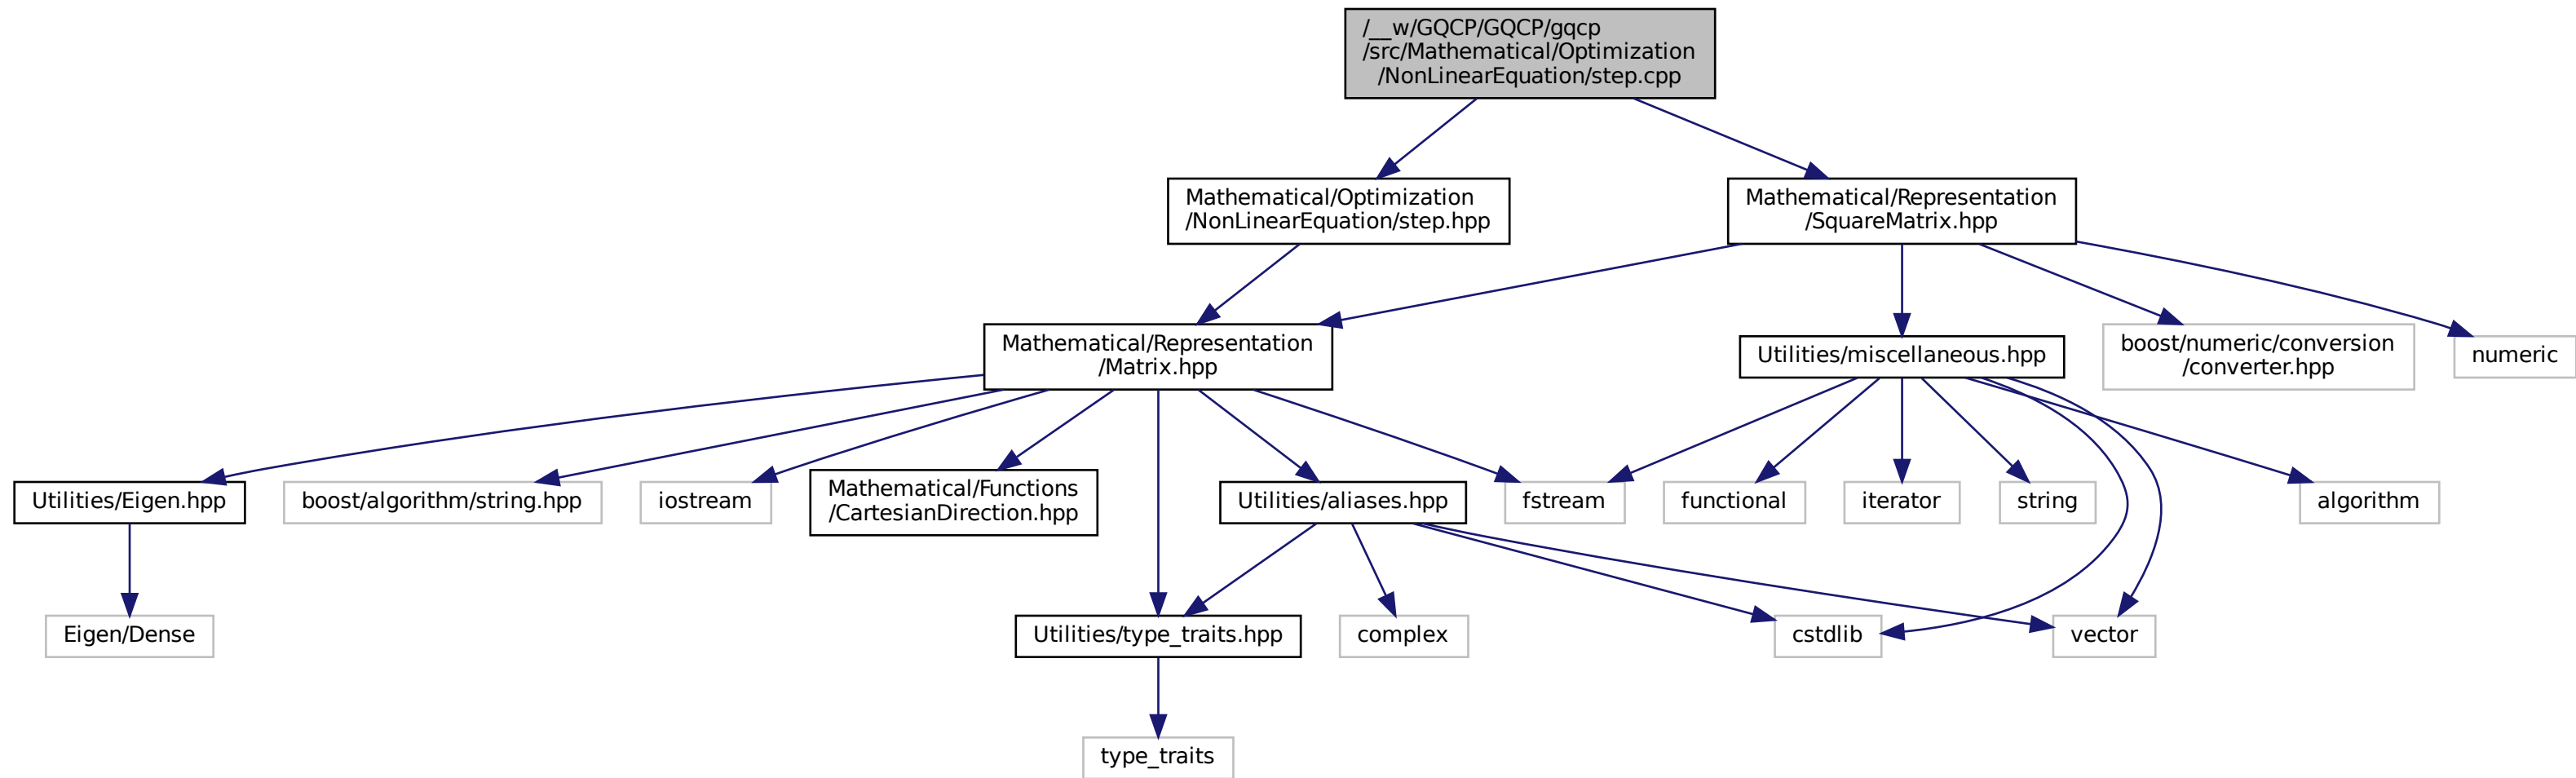 /__w/GQCP/GQCP/gqcp
/src/Mathematical/Optimization
/NonLinearEquation/step.cpp
Mathematical/Optimization
/NonLinearEquation/step.hpp
Mathematical/Representation
/SquareMatrix.hpp
Mathematical/Representation
/Matrix.hpp
Utilities/miscellaneous.hpp
boost/numeric/conversion
/converter.hpp
numeric
Utilities/Eigen.hpp
boost/algorithm/string.hpp
iostream
Mathematical/Functions
/CartesianDirection.hpp
Utilities/aliases.hpp
fstream
functional
iterator
string
algorithm
Eigen/Dense
Utilities/type_traits.hpp
complex
cstdlib
vector
type_traits